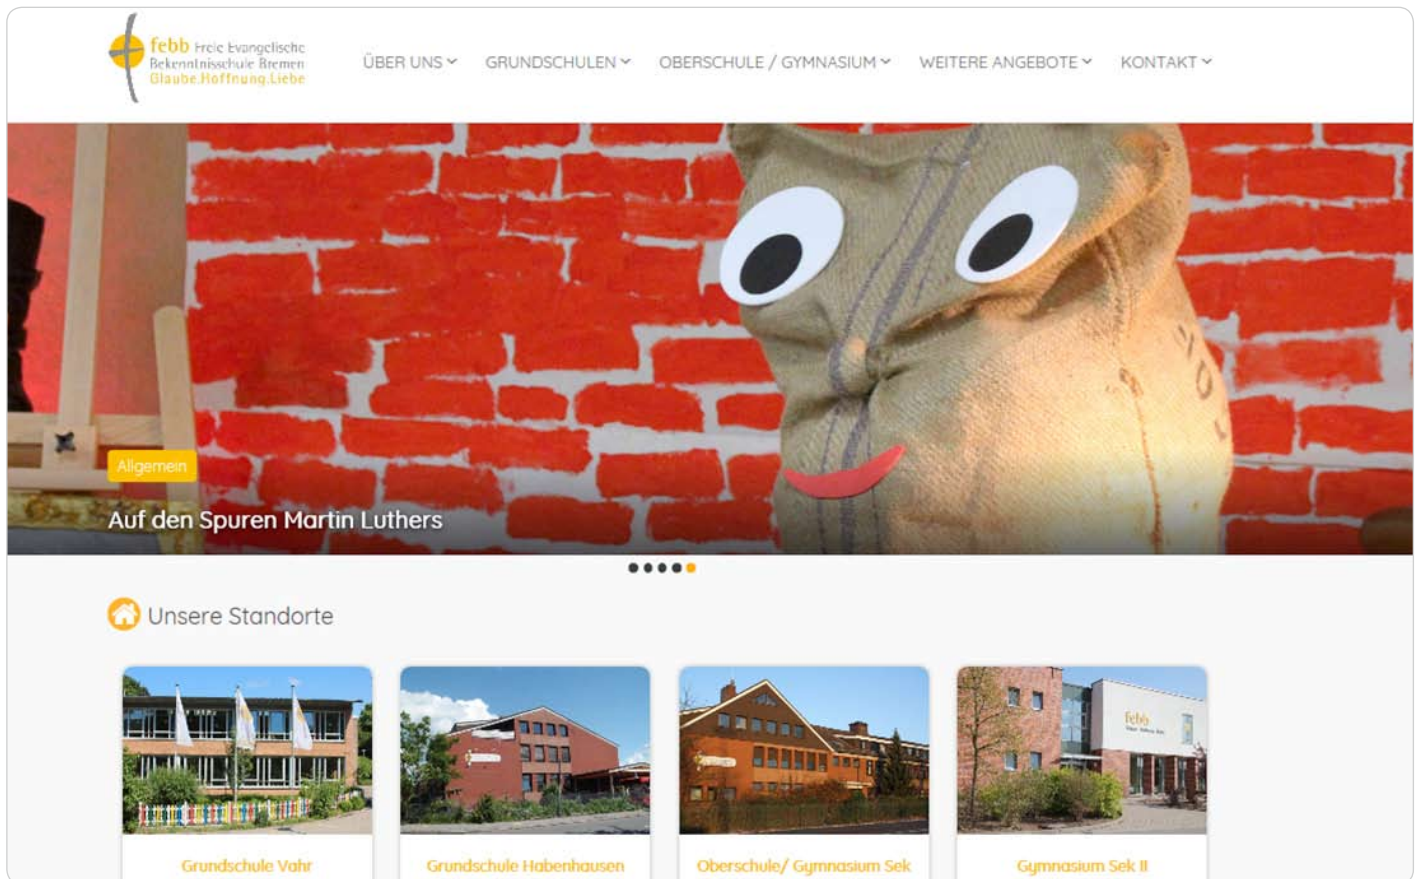 febb Freie Evangelische
Bekenntnisschule Bremen
Glaube.Hoffnung.Liebe
ÜBER UNS
GRUNDSCHULEN
OBERSCHULE / GYMNASIUM
WEITERE ANGEBOTE
KONTAKT
Allgemein
Auf den Spuren Martin Luthers
Unsere Standorte
febb
Grundschule Vahr
Grundschule Habenhausen
Oberschule/ Gymnasium Sek
Gymnasium Sek II